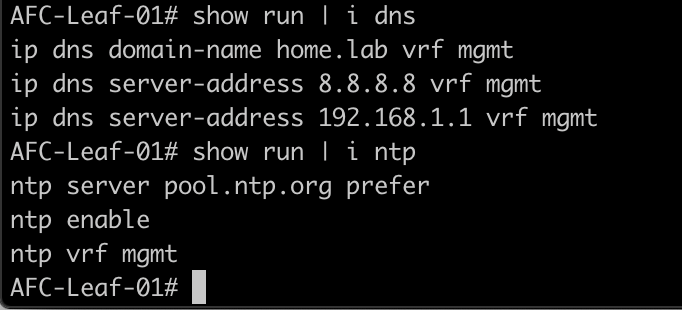 AFC-Leaf-01# show run | i dns
ip dns domain-name home.lab vrf mgmt
ip dns server-address 8.8.8.8 vrf mgmt
ip dns server-address 192.168.1.1 vrf mgmt
AFC-Leaf-01# show run | i ntp
ntp server pool.ntp.org prefer
ntp enable
ntp vrf mgmt
AFC-Leaf-01#